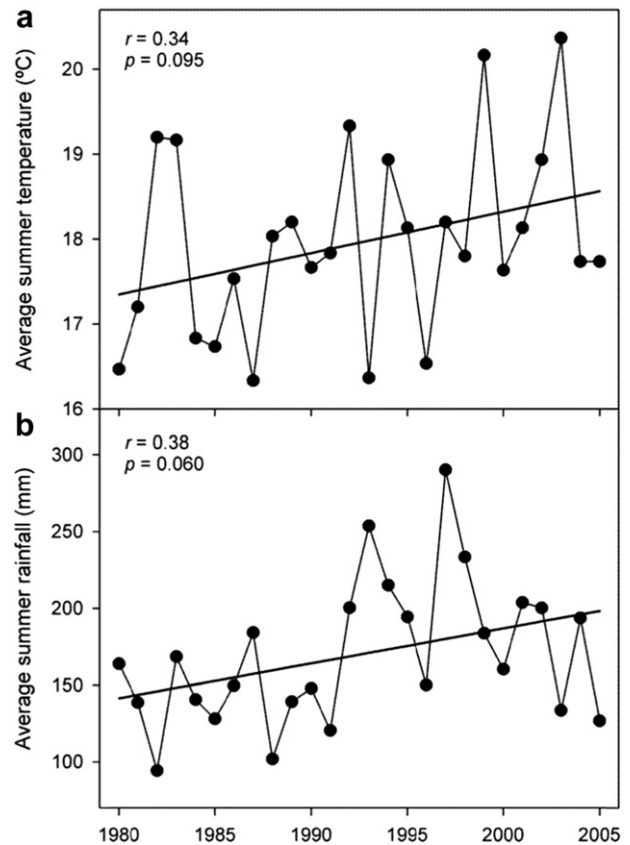 a
r = 0.34
p = 0.095
Average summer temperature (ºC)
20
19
18
17
16
b
r = 0.38
p = 0.060
Average summer rainfall (mm)
300
250
200
150
100
1980 1985 1990 1995 2000 2005